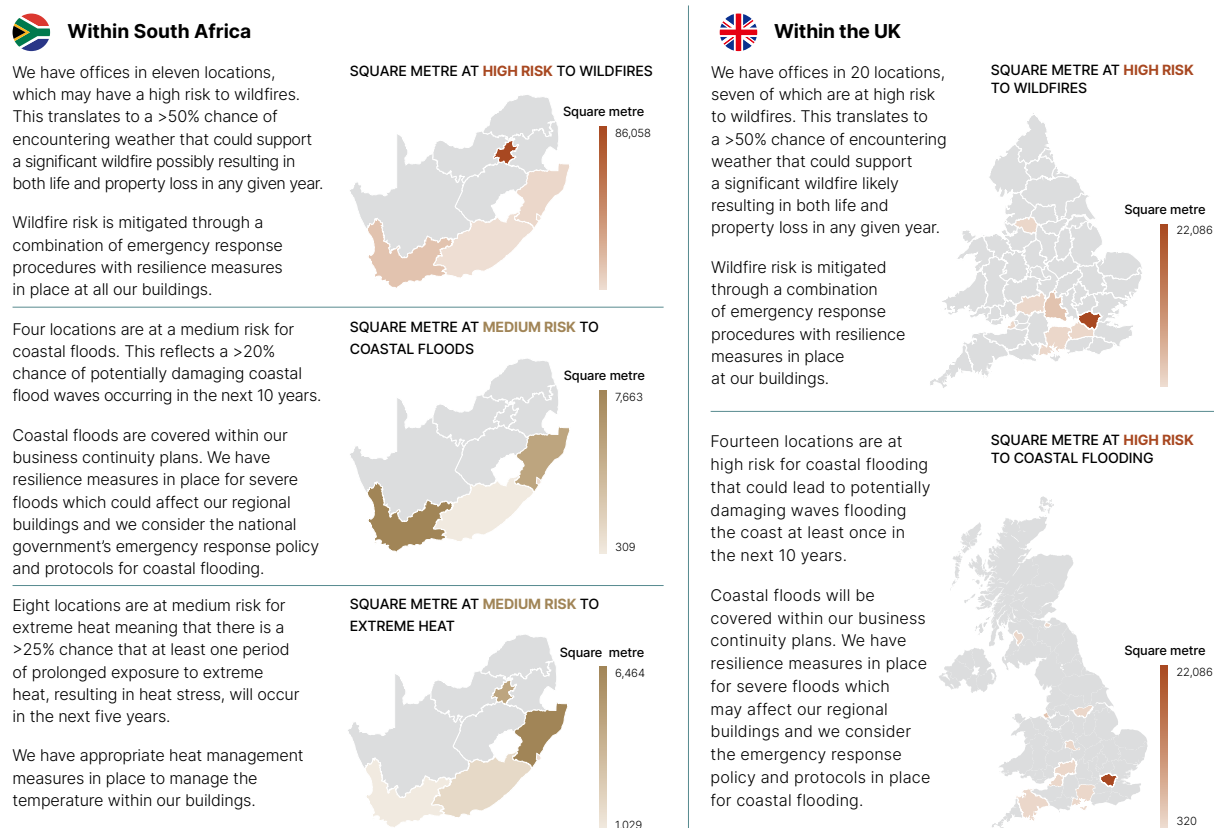 Within South Africa
We have offices in eleven locations,
which may have a high risk to wildfires.
This translates to a >50% chance of
encountering weather that could support
a significant wildfire possibly resulting in
both life and property loss in any given year.
Wildfire risk is mitigated through a
combination of emergency response
procedures with resilience measures
in place at all our buildings.
SQUARE METRE AT HIGH RISK TO WILDFIRES
Square metre
86,058
Four locations are at a medium risk for
coastal floods. This reflects a >20%
chance of potentially damaging coastal
flood waves occurring in the next 10 years.
Coastal floods are covered within our
business continuity plans. We have
resilience measures in place for severe
floods which could affect our regional
buildings and we consider the national
government’s emergency response policy
and protocols for coastal flooding.
SQUARE METRE AT MEDIUM RISK TO
COASTAL FLOODS
Square metre
7,663
309
Eight locations are at medium risk for
extreme heat meaning that there is a
>25% chance that at least one period
of prolonged exposure to extreme
heat, resulting in heat stress, will occur
in the next five years.
We have appropriate heat management
measures in place to manage the
temperature within our buildings.
SQUARE METRE AT MEDIUM RISK TO
EXTREME HEAT
Square metre
6,464
1029
Within the UK
We have offices in 20 locations,
seven of which are at high risk
to wildfires. This translates to
a >50% chance of encountering
weather that could support
a significant wildfire likely
resulting in both life and
property loss in any given year.
Wildfire risk is mitigated
through a combination
of emergency response
procedures with resilience
measures in place
at our buildings.
SQUARE METRE AT HIGH RISK
TO WILDFIRES
Square metre
22,086
Fourteen locations are at
high risk for coastal flooding
that could lead to potentially
damaging waves flooding
the coast at least once in
the next 10 years.
Coastal floods will be
covered within our business
continuity plans. We have
resilience measures in place
for severe floods which
may affect our regional
buildings and we consider
the emergency response
policy and protocols in place
for coastal flooding.
SQUARE METRE AT HIGH RISK
TO COASTAL FLOODING
Square metre
22,086
320